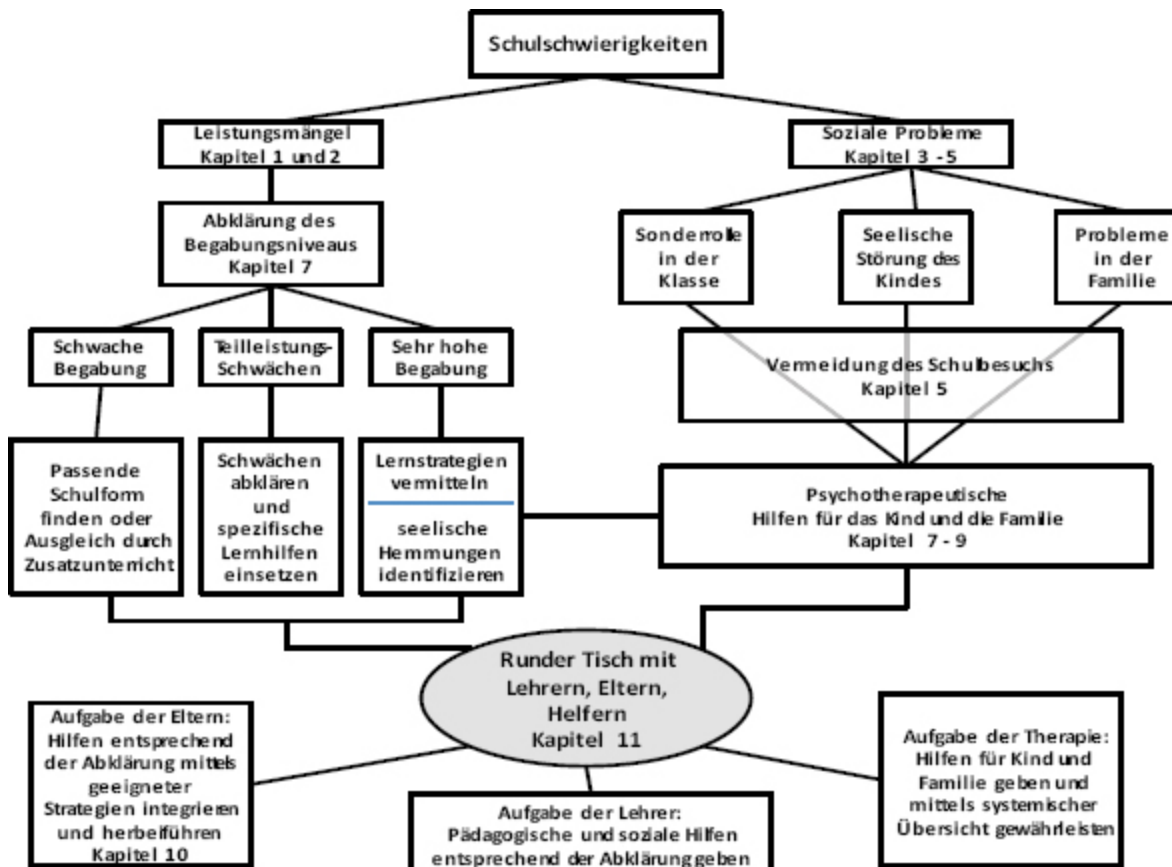 Schulschwierigkeiten
Leistungsmängel
Kapitel 1 und 2
Soziale Probleme
Kapitel 3 - 5
Abklärung des
Begabungsniveaus
Kapitel 7
Sonderrolle
in der
Klasse
Seelische
Störung des
Kindes
Probleme
in der
Familie
Schwache
Begabung
Teilleistungs-
Schwächen
Sehr hohe
Begabung
Vermeidung des Schulbesuchs
Kapitel 5
Passende
Schulform
finden oder
Ausgleich durch
Zusatzunterricht
Schwächen
abklären
und
spezifische
Lernhilfen
einsetzen
Lernstrategien
vermitteln
seelische
Hemmungen
identifizieren
Psychotherapeutische
Hilfen für das Kind und die Familie
Kapitel 7 - 9
Runder Tisch mit
Lehrern, Eltern,
Helfern
Kapitel 11
Aufgabe der Eltern:
Hilfen entsprechend
der Abklärung mittels
geeigneter
Strategien integrieren
und herbeiführen
Kapitel 10
Aufgabe der Lehrer:
Pädagogische und soziale Hilfen
entsprechend der Abklärung geben
Aufgabe der Therapie:
Hilfen für Kind und
Familie geben und
mittels systemischer
Übersicht gewährleisten